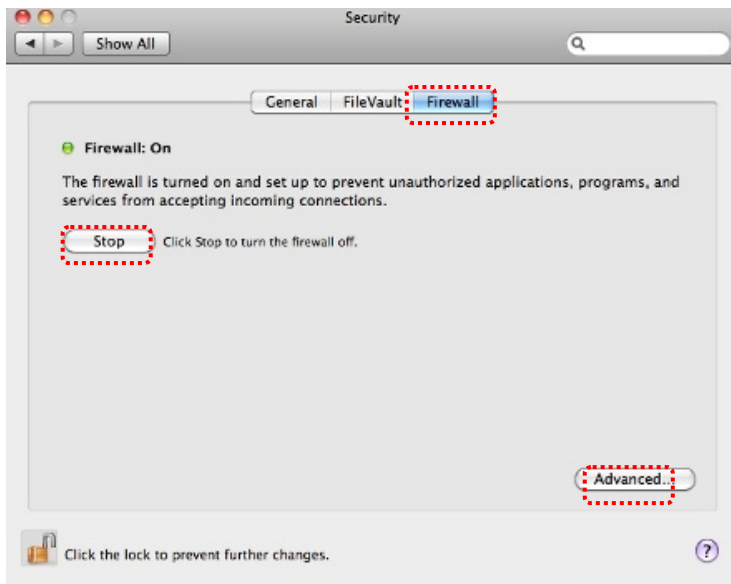 Security
Show All
General FileVault Firewall
Firewall: On
The firewall is turned on and set up to prevent unauthorized applications, programs, and
services from accepting incoming connections.
Stop Click Stop to turn the firewall off.
Advanced...
Click the lock to prevent further changes.
?